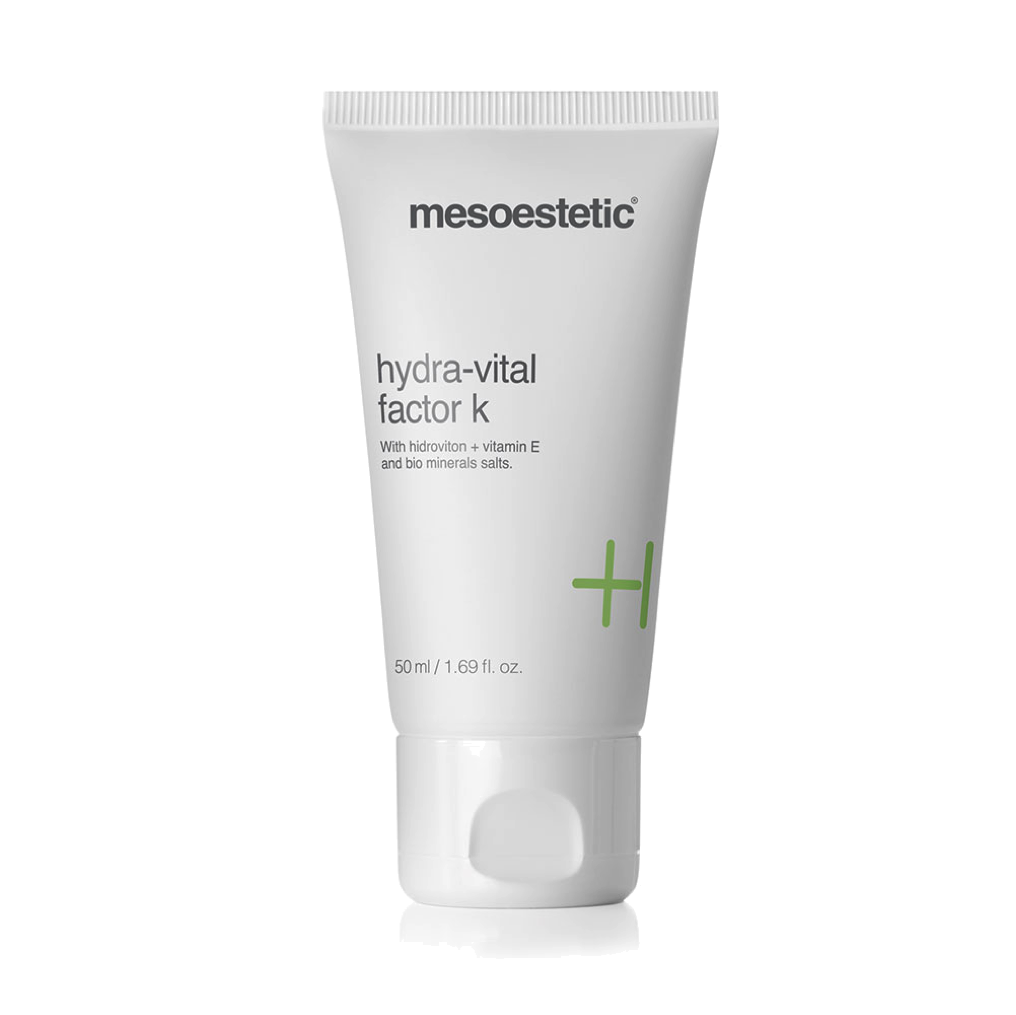 mesoestetic®
hydra-vital
factor k
With hidroviton + vitamin E
and bio minerals salts.
H
50 ml / 1.69 fl. oz.